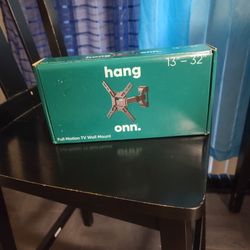 hang
13" – 32"
onn.
Full Motion TV Wall Mount